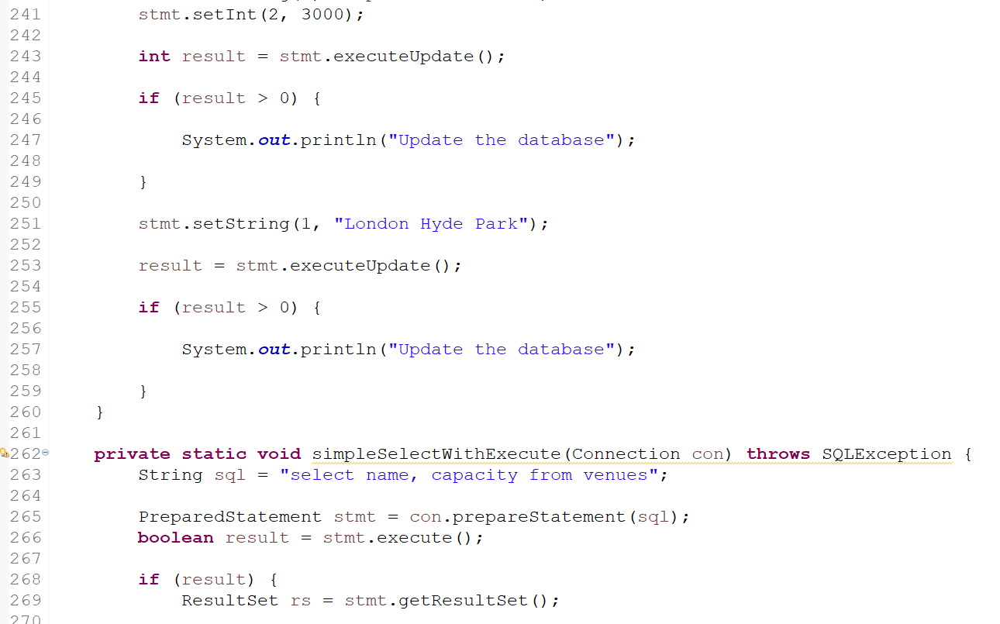 241 stmt.setInt(2, 3000);
242
243 int result = stmt.executeUpdate();
244
245 if (result > 0) {
246
247 System.out.println("Update the database");
248
249 }
250
251 stmt.setString(1, "London Hyde Park");
252
253 result = stmt.executeUpdate();
254
255 if (result > 0) {
256
257 System.out.println("Update the database");
258
259 }
260 }
261
262 private static void simpleSelectWithExecute(Connection con) throws SQLException {
263 String sql = "select name, capacity from venues";
264
265 PreparedStatement stmt = con.prepareStatement(sql);
266 boolean result = stmt.execute();
267
268 if (result) {
269 ResultSet rs = stmt.getResultSet();
270